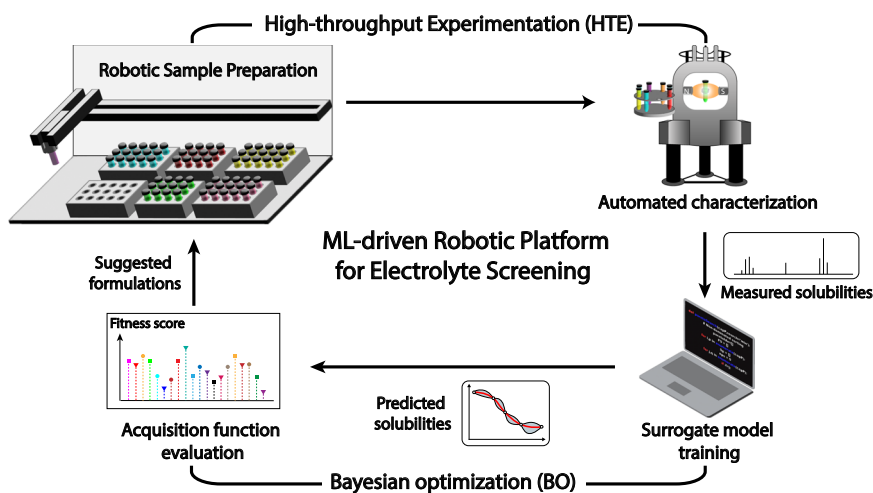 High-throughput Experimentation (HTE)
Robotic Sample Preparation
N S
Automated characterization
ML-driven Robotic Platform
for Electrolyte Screening
Suggested
formulations
Measured solubilities
Fitness score
Predicted
solubilities
Acquisition function
evaluation
Surrogate model
training
Bayesian optimization (BO)